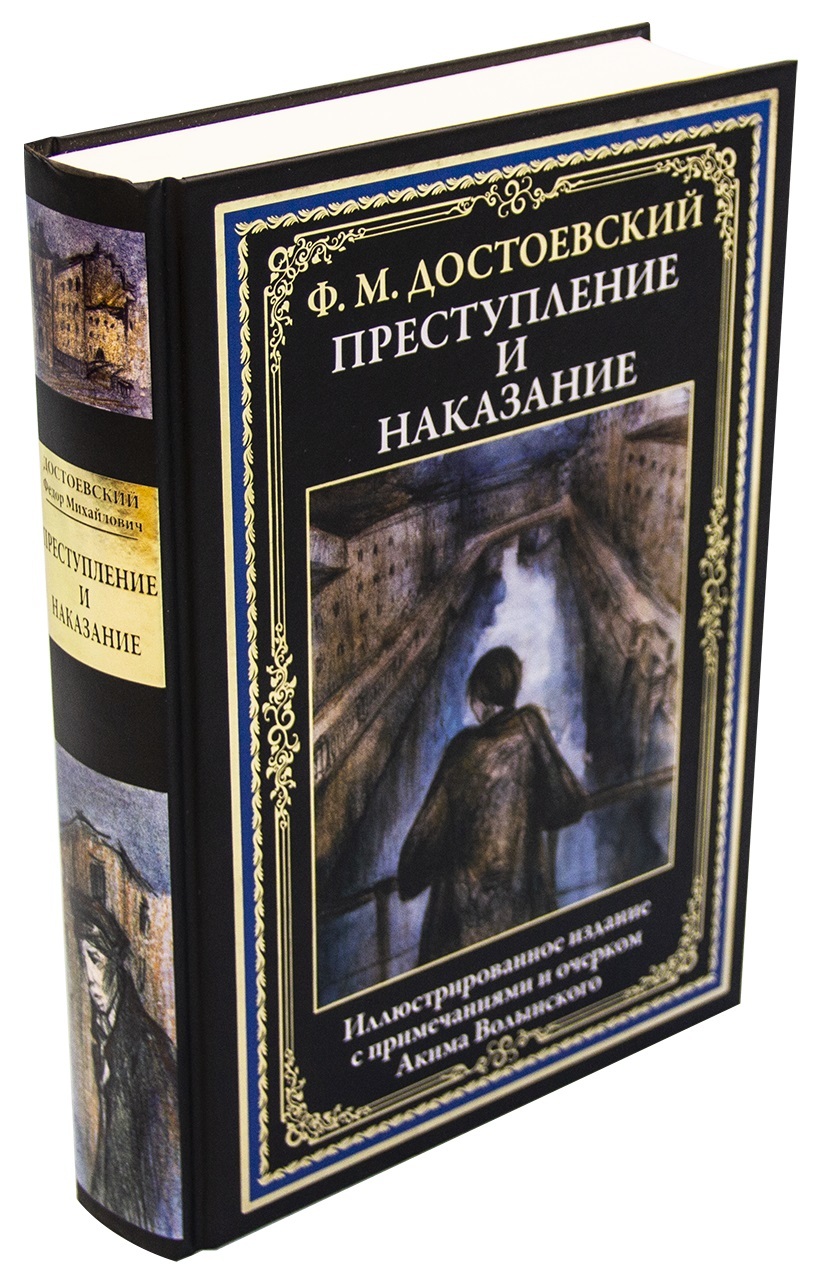 Ф. М. ДОСТОЕВСКИЙ
ПРЕСТУПЛЕНИЕ
И
НАКАЗАНИЕ
Иллюстрированное издание
с примечаниями и очерком
Акима Волынского
ДОСТОЕВСКИЙ
Федор Михайлович
ПРЕСТУПЛЕНИЕ
И
НАКАЗАНИЕ